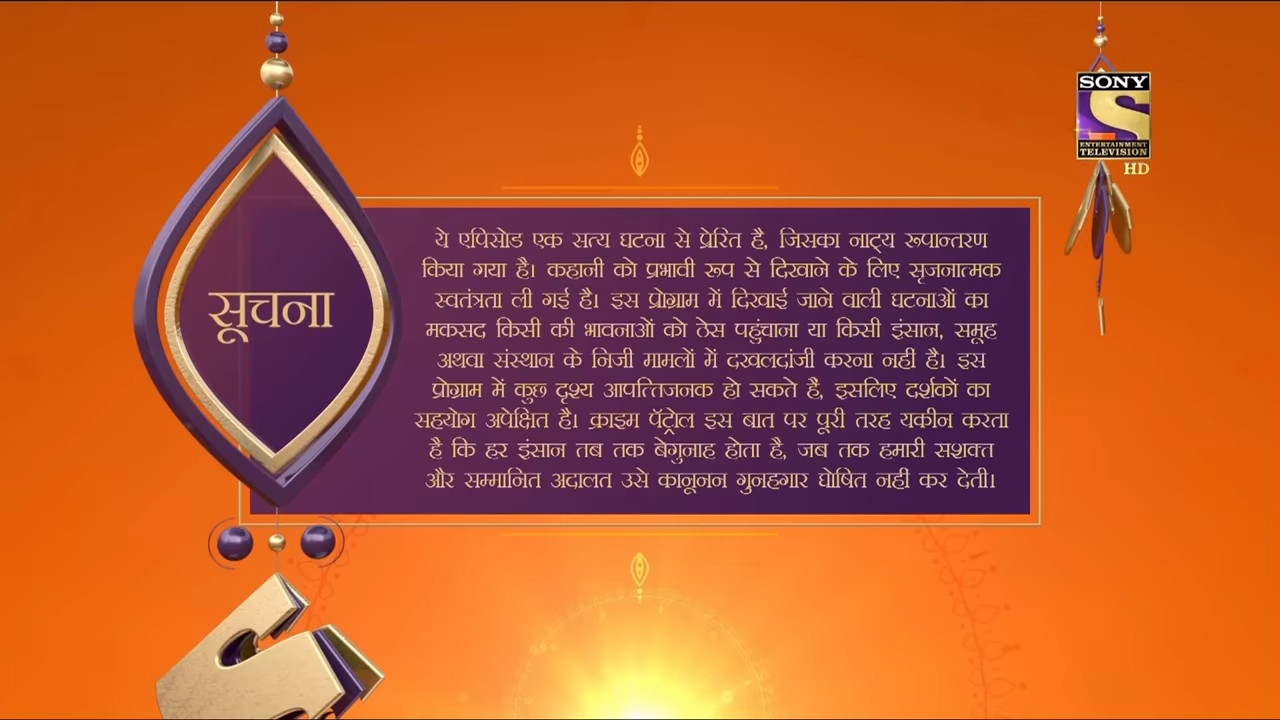 सूचना
ये एपिसोड एक सत्य घटना से प्रेरित है, जिसका नाट्य रूपान्तरण
किया गया है। कहानी को प्रभावी रूप से दिखाने के लिए सृजनात्मक
स्वतंत्रता ली गई है। इस प्रोग्राम में दिखाई जाने वाली घटनाओं का
मकसद किसी की भावनाओं को ठेस पहुंचाना या किसी इंसान, समूह
अथवा संस्थान के निजी मामलों में दखलदांजी करना नहीं है। इस
प्रोग्राम में कुछ दृश्य आपत्तिजनक हो सकते हैं, इसलिए दर्शकों का
सहयोग अपेक्षित है। क्राइम पॅट्रोल इस बात पर पूरी तरह यकीन करता
है कि हर इंसान तब तक बेगुनाह होता है, जब तक हमारी सशक्त
और सम्मानित अदालत उसे कानूनन गुनहगार घोषित नहीं कर देती।
SONY
ENTERTAINMENT
TELEVISION
HD